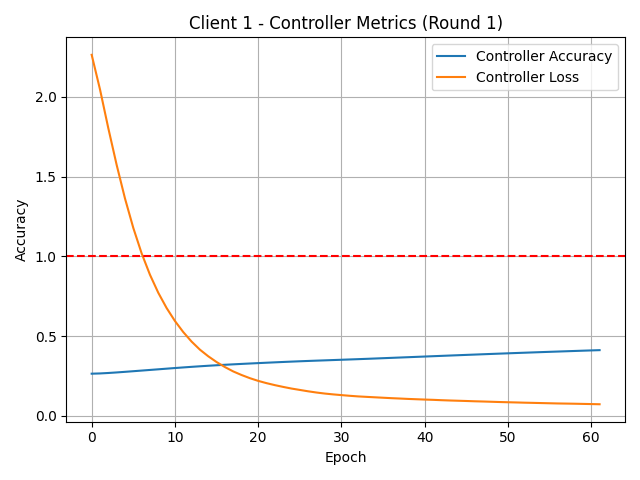 Client 1 - Controller Metrics (Round 1)
Controller Accuracy
Controller Loss
Accuracy
2.0
1.5
1.0
0.5
0.0
0 10 20 30 40 50 60
Epoch